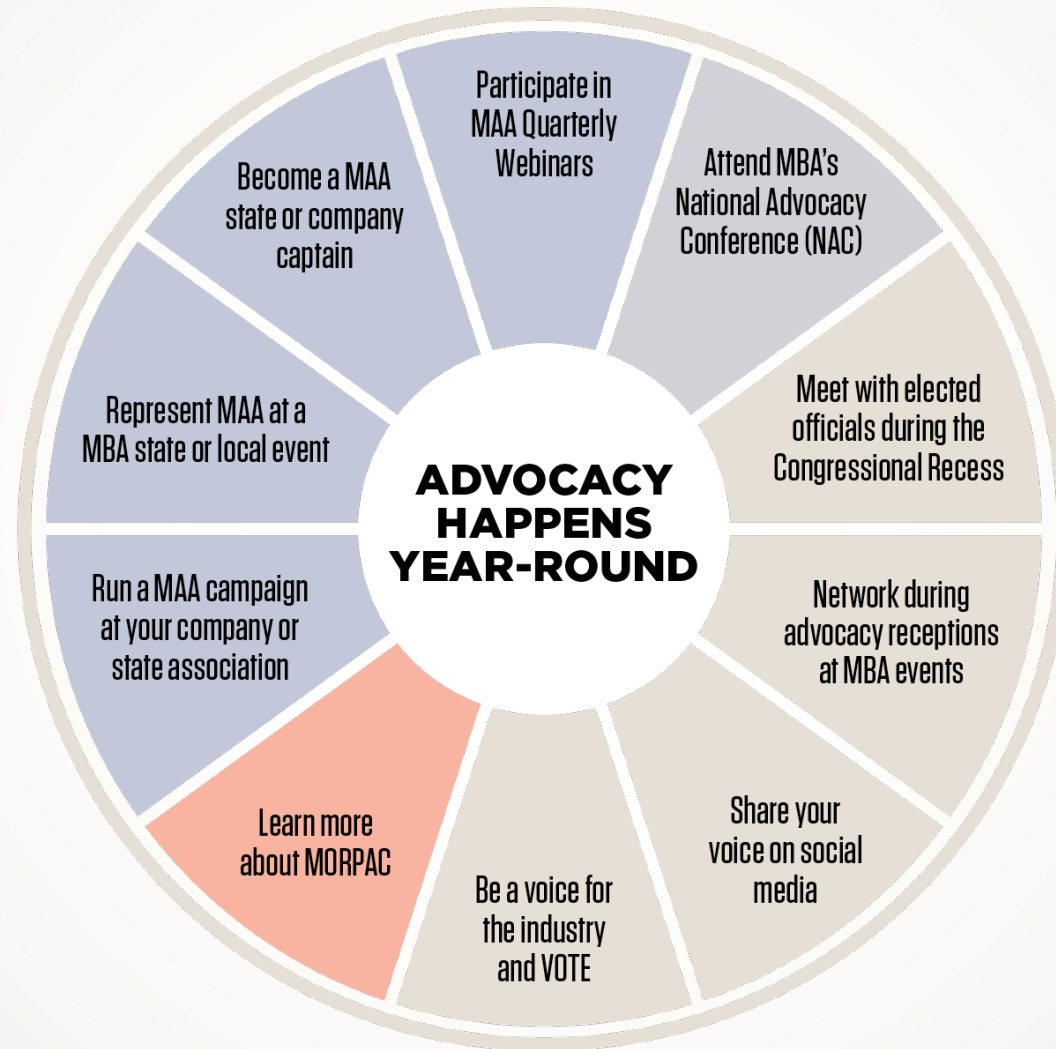 Participate in
MAA Quarterly
Webinars
Attend MBA's
National Advocacy
Conference (NAC)
Meet with elected
officials during the
Congressional Recess
Network during
advocacy receptions
at MBA events
Share your
voice on social
media
Be a voice for
the industry
and VOTE
Learn more
about MORPAC
Run a MAA campaign
at your company or
state association
Represent MAA at a
MBA state or local event
Become a MAA
state or company
captain
ADVOCACY
HAPPENS
YEAR-ROUND